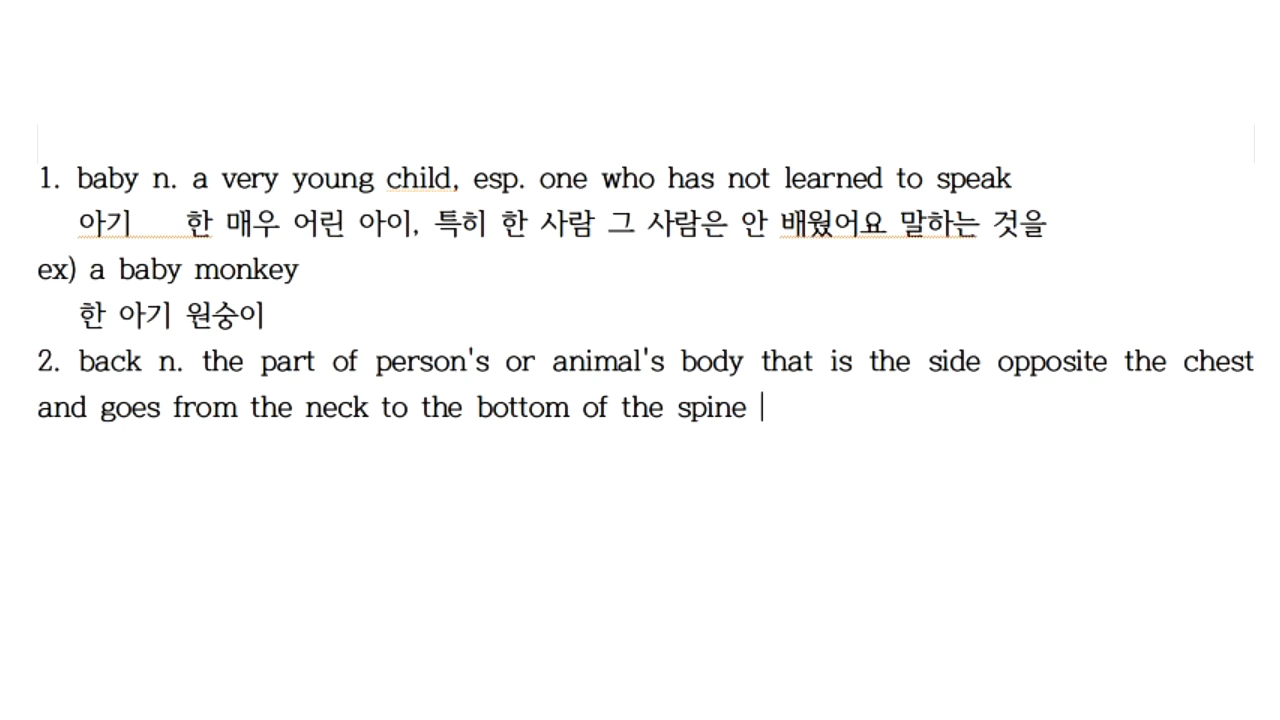 1. baby n. a very young child, esp. one who has not learned to speak
아기 한 매우 어린 아이, 특히 한 사람 그 사람은 안 배웠어요 말하는 것을
ex) a baby monkey
한 아기 원숭이
2. back n. the part of person's or animal's body that is the side opposite the chest
and goes from the neck to the bottom of the spine